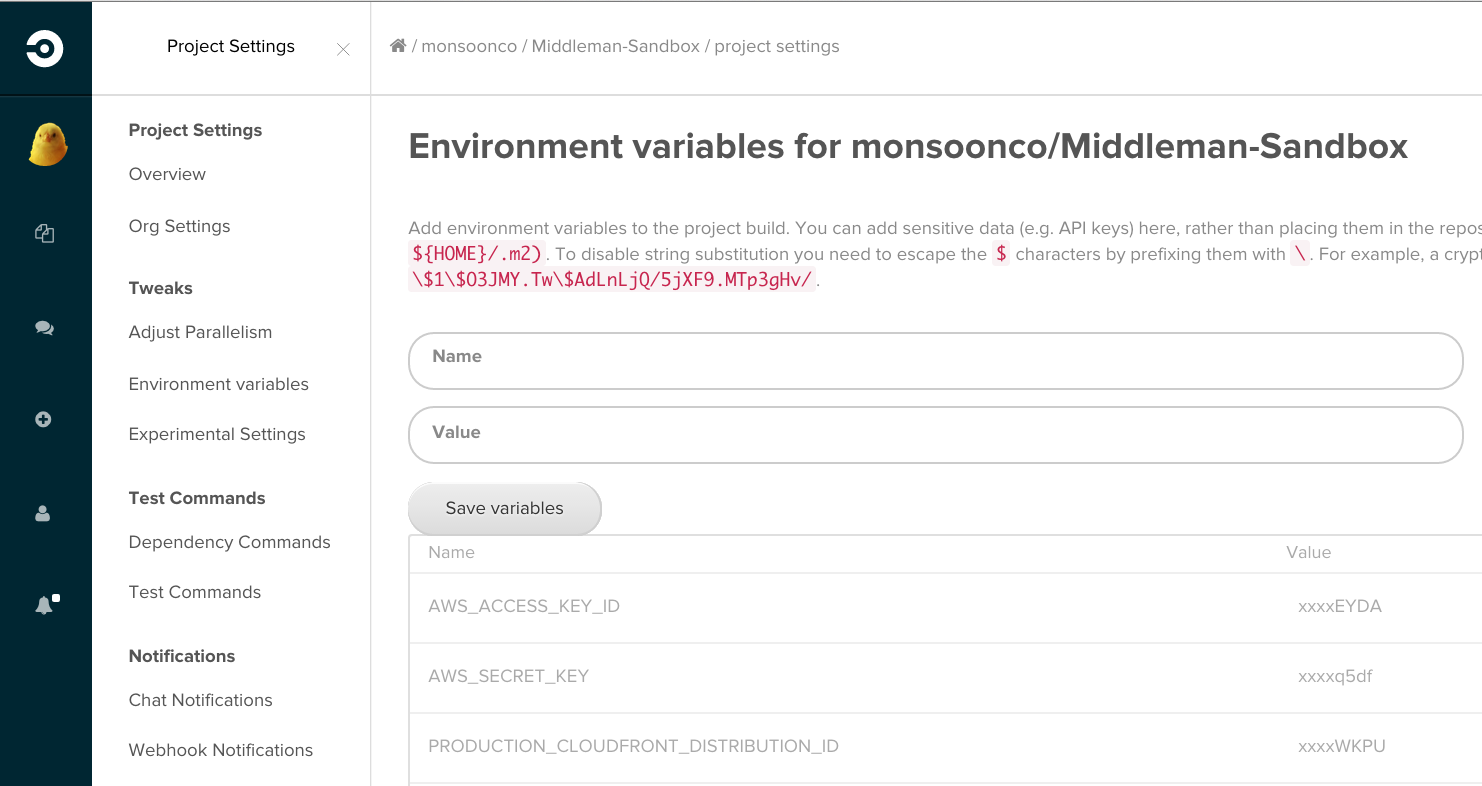 Project Settings
/ monsoonco / Middleman-Sandbox / project settings
Project Settings
Overview
Org Settings
Tweaks
Adjust Parallelism
Environment variables
Experimental Settings
Test Commands
Dependency Commands
Test Commands
Notifications
Chat Notifications
Webhook Notifications
Environment variables for monsoonco/Middleman-Sandbox
Add environment variables to the project build. You can add sensitive data (e.g. API keys) here, rather than placing them in the
${HOME}/.m2). To disable string substitution you need to escape the $ characters by prefixing them with \. For example, a
\$1\$O3JMY.Tw\$AdLnLjQ/5jXF9.MTp3gHv/.
Name
Value
Save variables
Name Value
AWS_ACCESS_KEY_ID xxxxEYDA
AWS_SECRET_KEY xxxxq5df
PRODUCTION_CLOUDFRONT_DISTRIBUTION_ID xxxxWKPU